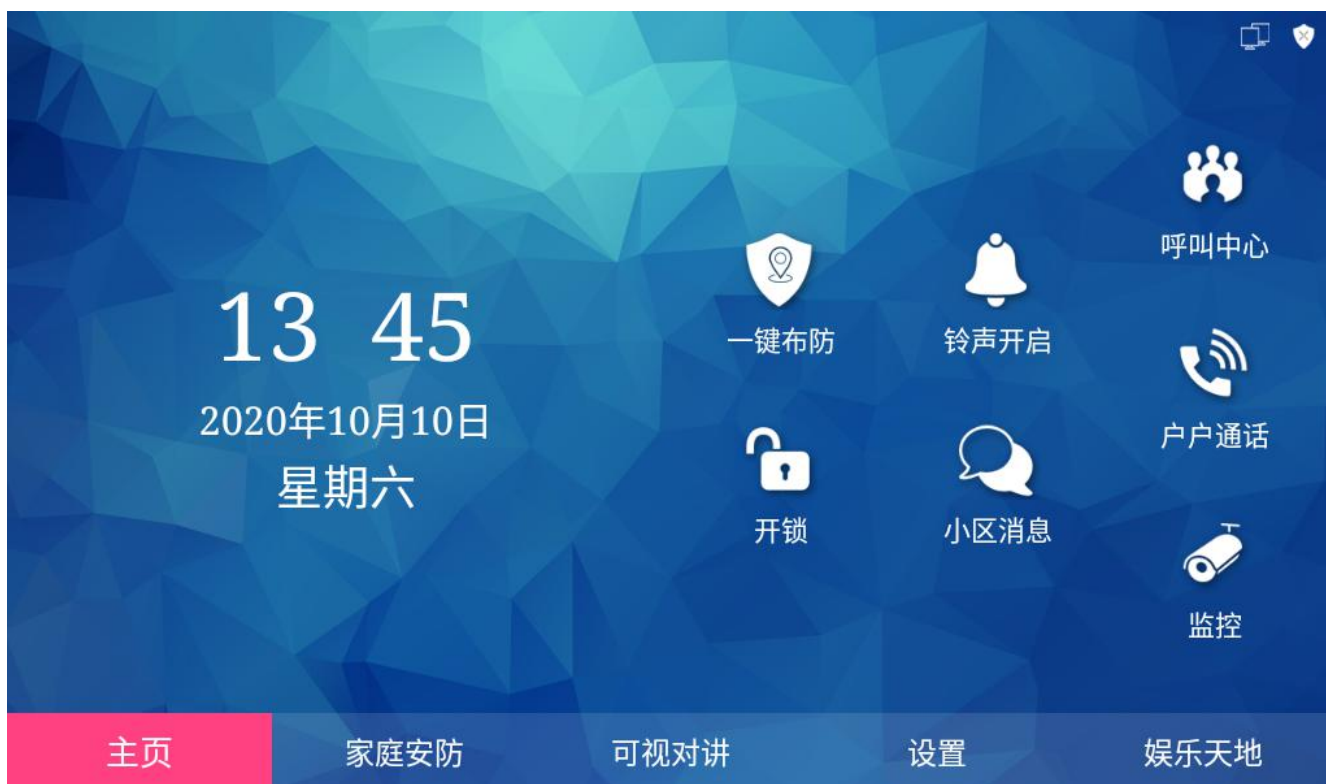 13 45
2020年10月10日
星期六
一键布防
铃声开启
开锁
小区消息
呼叫中心
户户通话
监控
主页
家庭安防
可视对讲
设置
娱乐天地